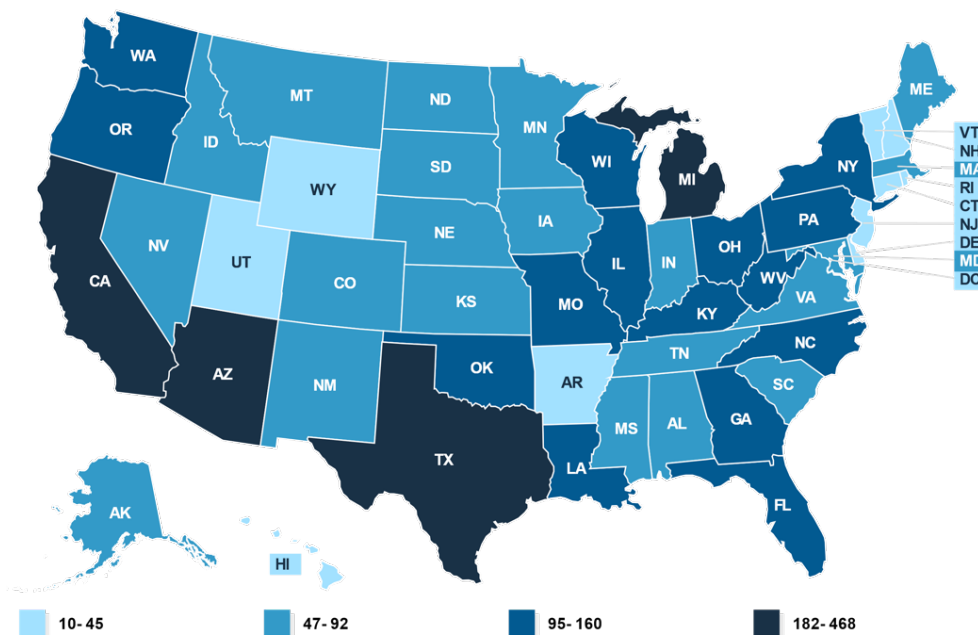 WA
OR
CA
ID
NV
MT
WY
UT
AZ
CO
NM
ND
SD
NE
KS
OK
TX
MN
IA
MO
AR
LA
WI
IL
MI
IN
OH
KY
TN
MS
AL
GA
FL
SC
NC
VA
WV
PA
NY
ME
VT
NH
MA
RI
CT
NJ
DE
MD
DC
AK
HI
10- 45
47- 92
95- 160
182- 468